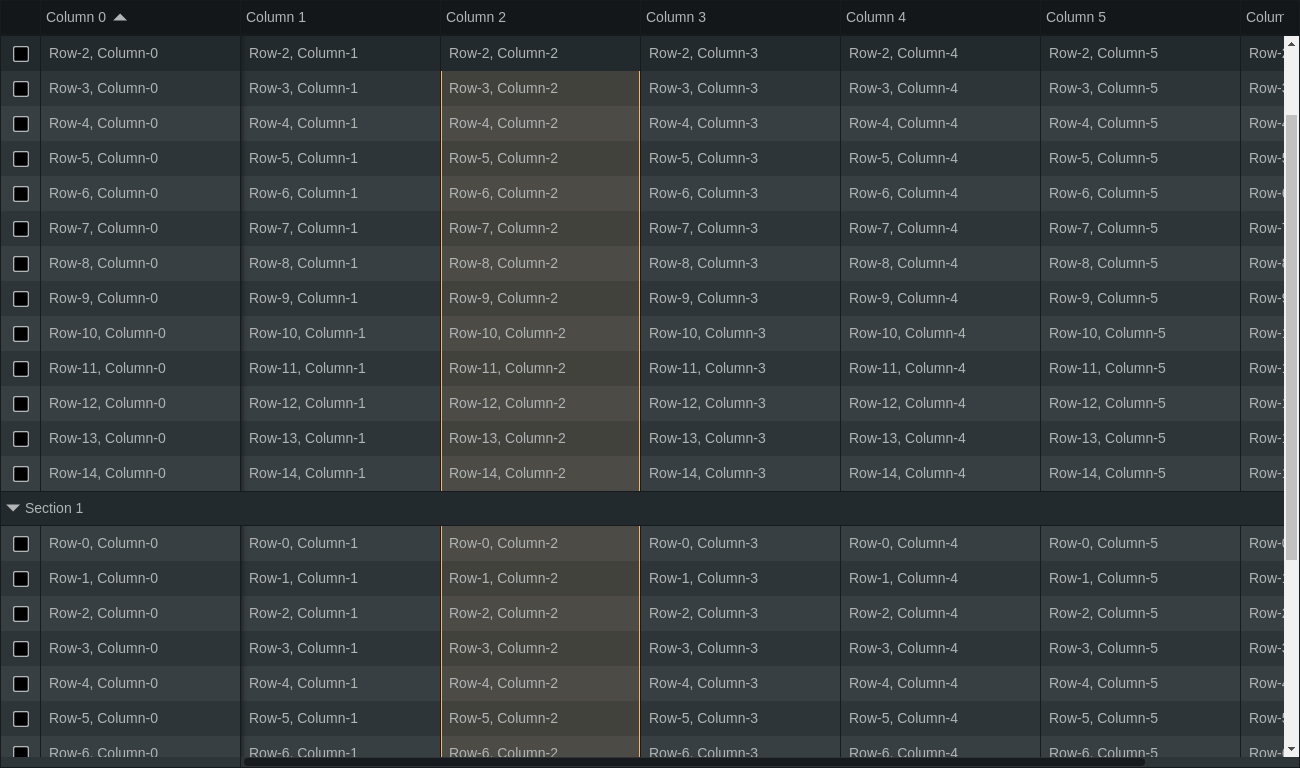 Column 0 Column 1 Column 2 Column 3 Column 4 Column 5 Colum
Row-2, Column-0 Row-2, Column-1 Row-2, Column-2 Row-2, Column-3 Row-2, Column-4 Row-2, Column-5 Row-2
Row-3, Column-0 Row-3, Column-1 Row-3, Column-2 Row-3, Column-3 Row-3, Column-4 Row-3, Column-5 Row-3
Row-4, Column-0 Row-4, Column-1 Row-4, Column-2 Row-4, Column-3 Row-4, Column-4 Row-4, Column-5 Row-4
Row-5, Column-0 Row-5, Column-1 Row-5, Column-2 Row-5, Column-3 Row-5, Column-4 Row-5, Column-5 Row-5
Row-6, Column-0 Row-6, Column-1 Row-6, Column-2 Row-6, Column-3 Row-6, Column-4 Row-6, Column-5 Row-6
Row-7, Column-0 Row-7, Column-1 Row-7, Column-2 Row-7, Column-3 Row-7, Column-4 Row-7, Column-5 Row-7
Row-8, Column-0 Row-8, Column-1 Row-8, Column-2 Row-8, Column-3 Row-8, Column-4 Row-8, Column-5 Row-8
Row-9, Column-0 Row-9, Column-1 Row-9, Column-2 Row-9, Column-3 Row-9, Column-4 Row-9, Column-5 Row-9
Row-10, Column-0 Row-10, Column-1 Row-10, Column-2 Row-10, Column-3 Row-10, Column-4 Row-10, Column-5 Row-1
Row-11, Column-0 Row-11, Column-1 Row-11, Column-2 Row-11, Column-3 Row-11, Column-4 Row-11, Column-5 Row-1
Row-12, Column-0 Row-12, Column-1 Row-12, Column-2 Row-12, Column-3 Row-12, Column-4 Row-12, Column-5 Row-1
Row-13, Column-0 Row-13, Column-1 Row-13, Column-2 Row-13, Column-3 Row-13, Column-4 Row-13, Column-5 Row-1
Row-14, Column-0 Row-14, Column-1 Row-14, Column-2 Row-14, Column-3 Row-14, Column-4 Row-14, Column-5 Row-1
Section 1
Row-0, Column-0 Row-0, Column-1 Row-0, Column-2 Row-0, Column-3 Row-0, Column-4 Row-0, Column-5 Row-0
Row-1, Column-0 Row-1, Column-1 Row-1, Column-2 Row-1, Column-3 Row-1, Column-4 Row-1, Column-5 Row-1
Row-2, Column-0 Row-2, Column-1 Row-2, Column-2 Row-2, Column-3 Row-2, Column-4 Row-2, Column-5 Row-2
Row-3, Column-0 Row-3, Column-1 Row-3, Column-2 Row-3, Column-3 Row-3, Column-4 Row-3, Column-5 Row-3
Row-4, Column-0 Row-4, Column-1 Row-4, Column-2 Row-4, Column-3 Row-4, Column-4 Row-4, Column-5 Row-4
Row-5, Column-0 Row-5, Column-1 Row-5, Column-2 Row-5, Column-3 Row-5, Column-4 Row-5, Column-5 Row-5
Row-6, Column-0 Row-6, Column-1 Row-6, Column-2 Row-6, Column-3 Row-6, Column-4 Row-6, Column-5 Row-6